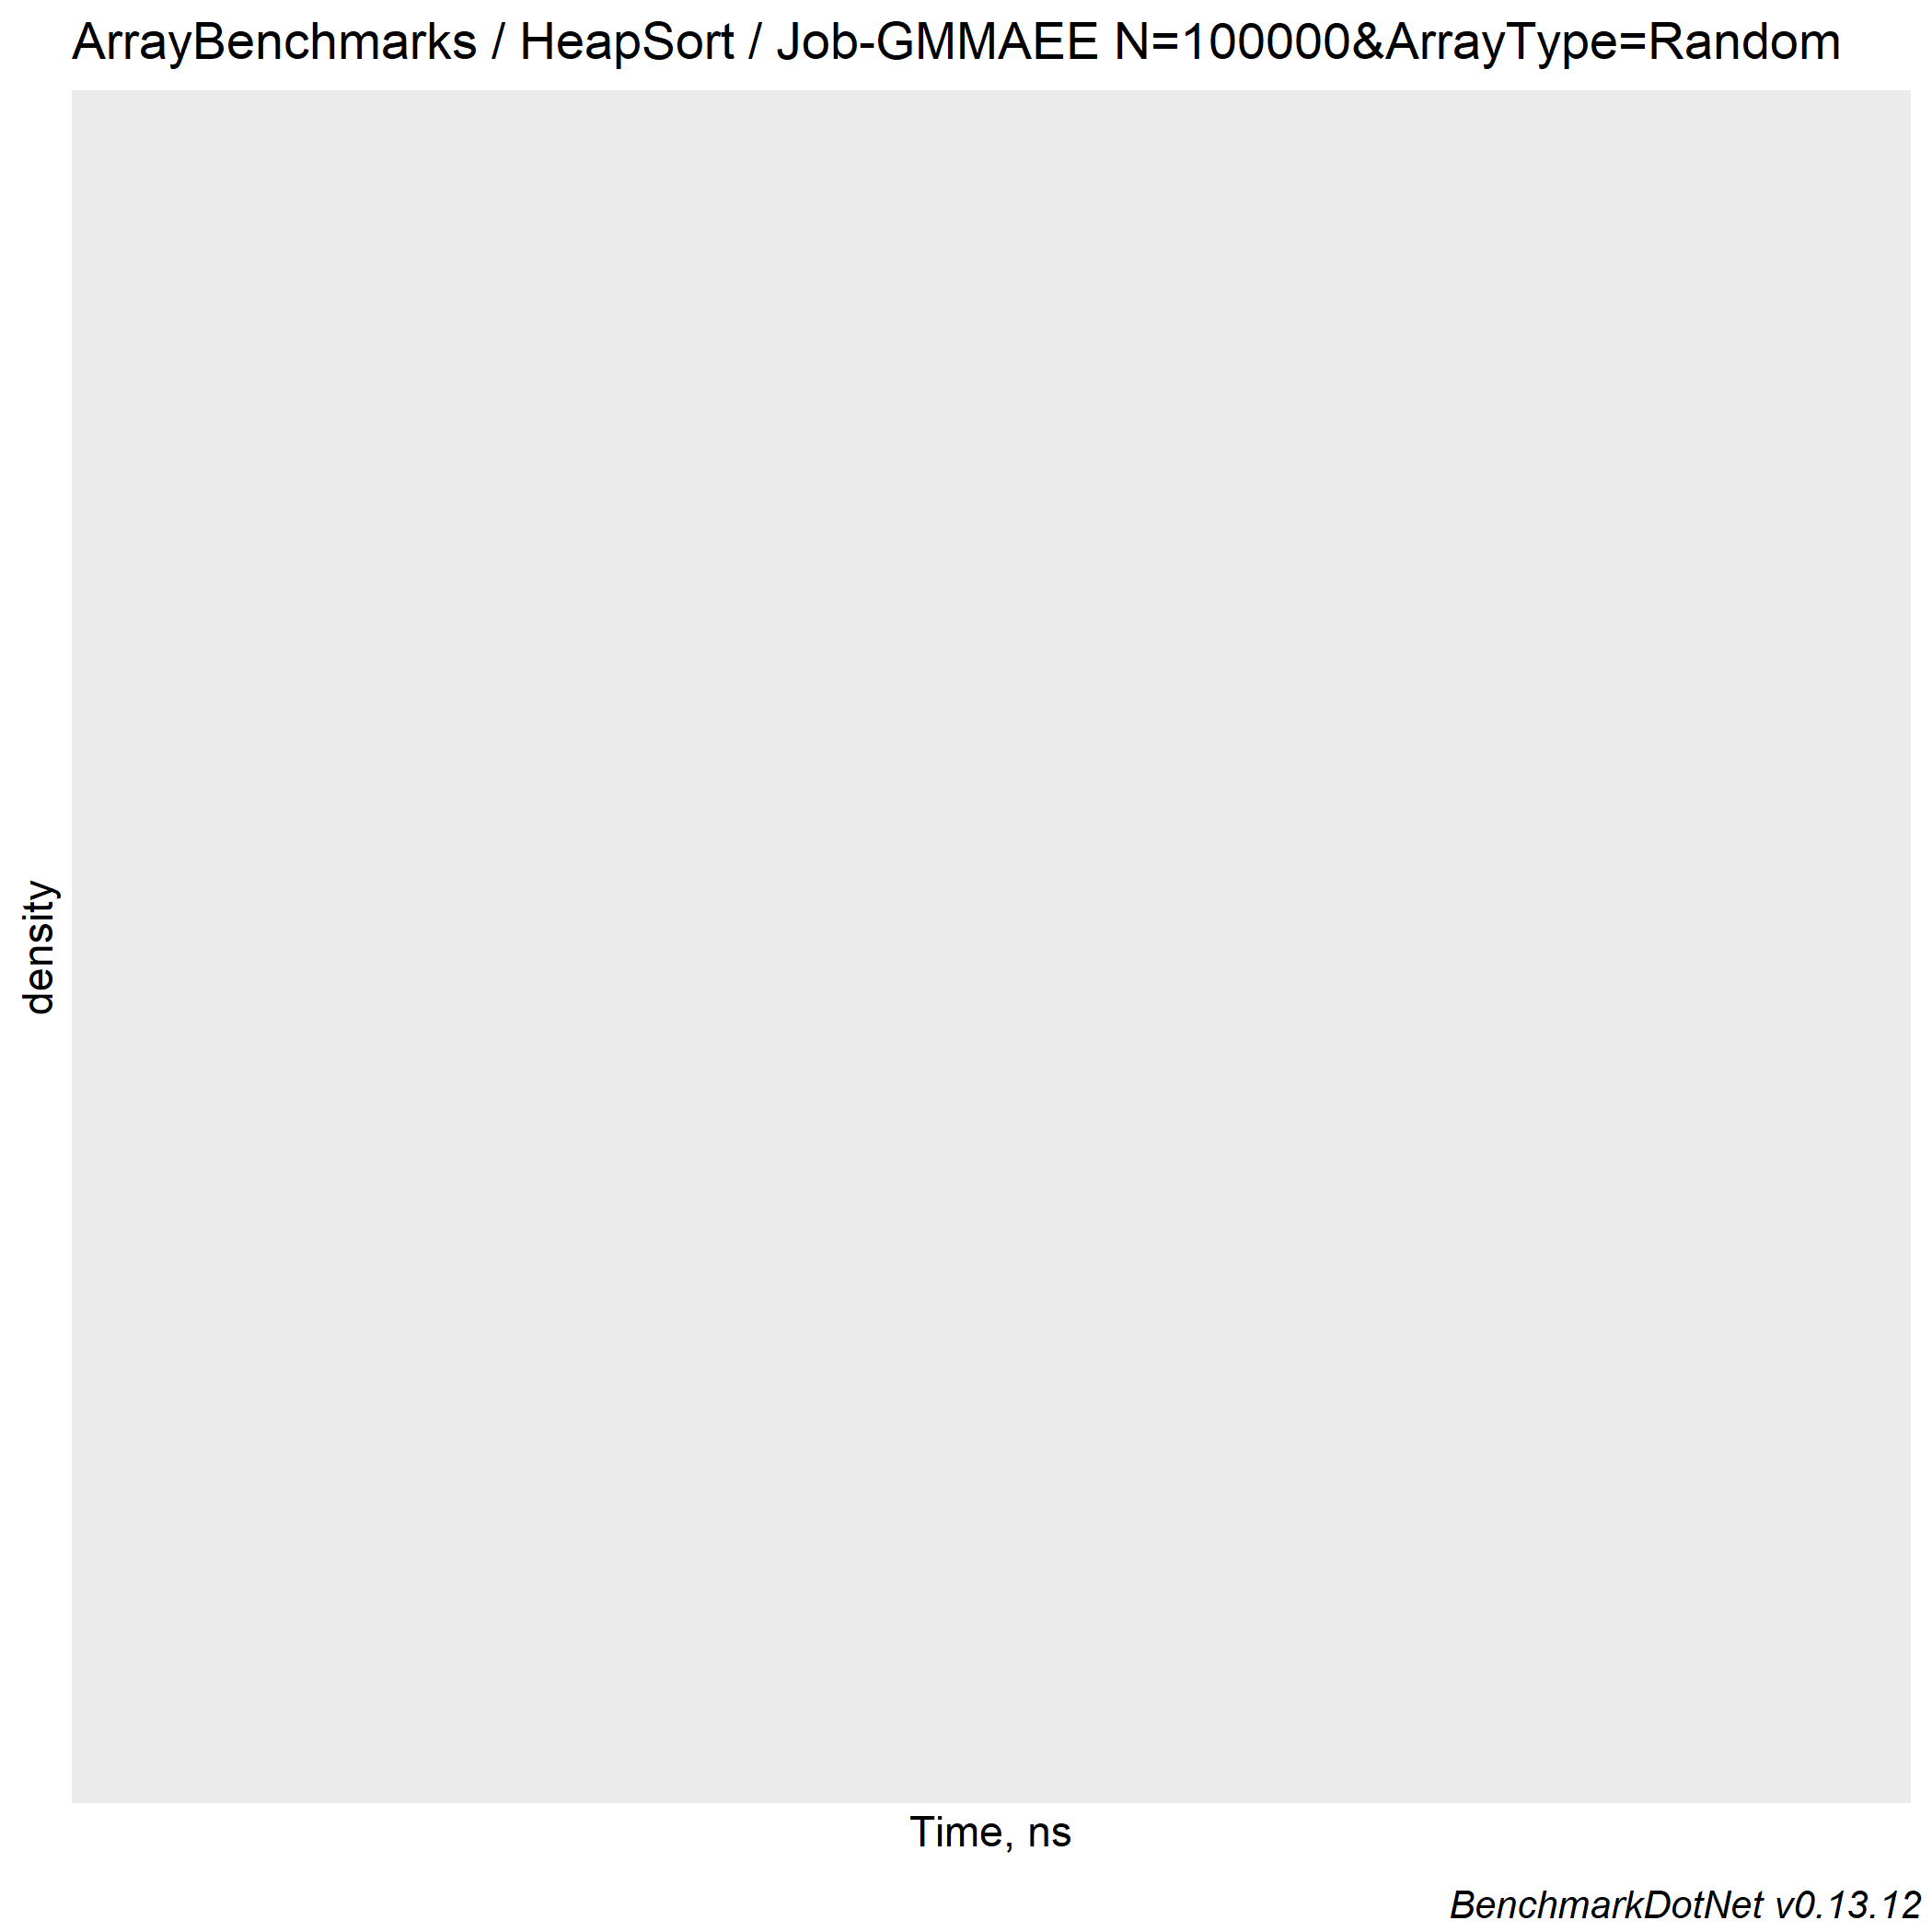 ArrayBenchmarks / HeapSort / Job-GMMAEE N=100000&ArrayType=Random
density
Time, ns
BenchmarkDotNet v0.13.12